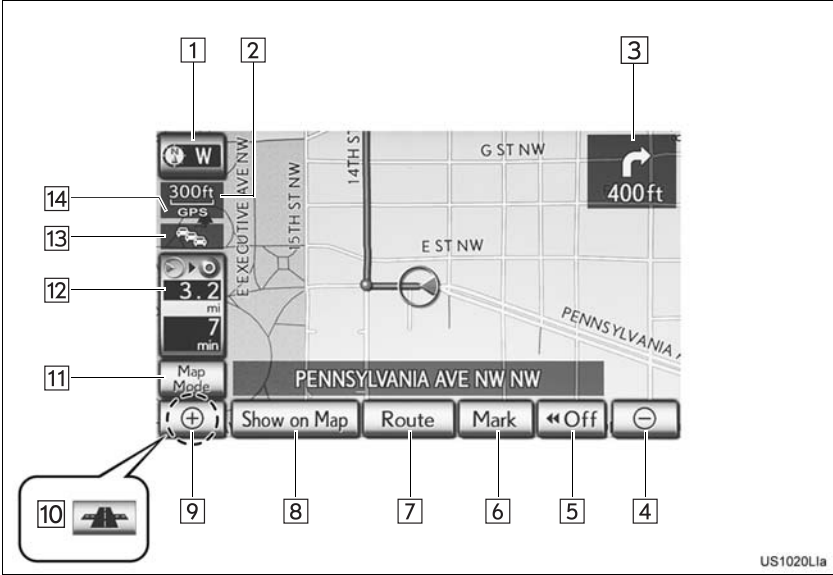 1
2
3
N
W
G ST NW
14TH ST
300ft
400ft
14
GPS
E EXECUTIVE AVE NW
15TH ST NW
13
E ST NW
12
3.2
mi
7
min
PENNSYLVANIA A
11
Map
Mode
PENNSYLVANIA AVE NW NW
Show on Map
Route
Mark
Off
10
9
8
7
6
5
4
US1020LIa